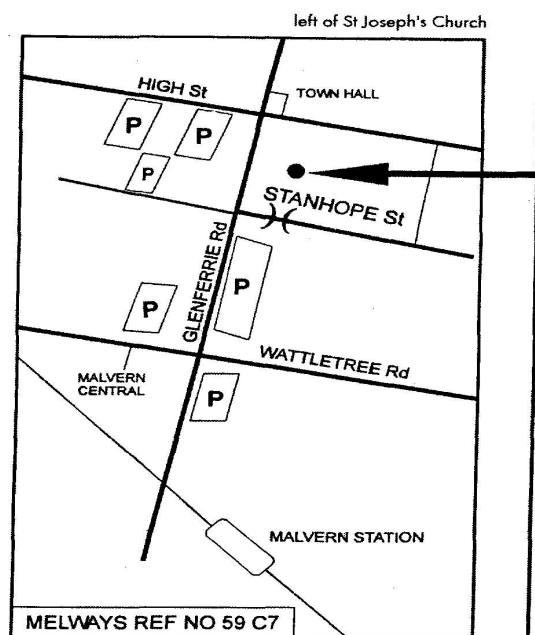 left of St Joseph's Church
HIGH St
TOWN HALL
P
P
P
STANHOPE St
GLENFERRIE Rd
P
P
WATTLETREE Rd
MALVERN
CENTRAL
P
MALVERN STATION
MELWAYS REF NO 59 C7